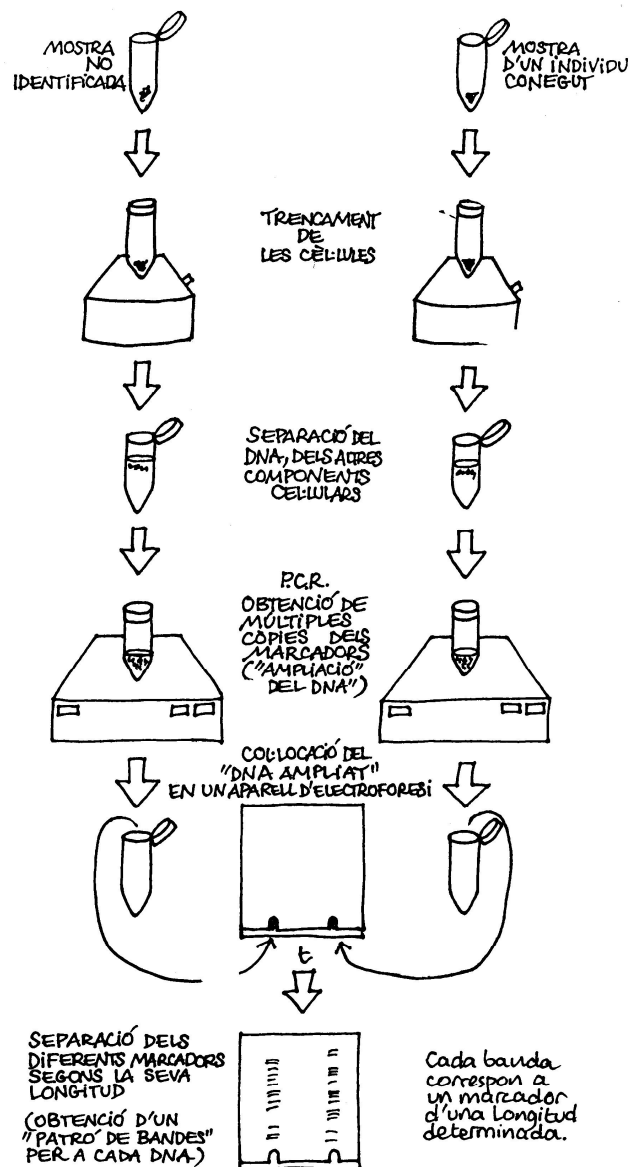 MOSTRA
NO
IDENTIFICADA
MOSTRA
D'UN INDIVIDU
CONEGUT
TRENCAMENT
DE
LES CÈL·LULES
SEPARACIÓ DEL
DNA, DELS ALTRES
COMPONENTS
CEL·LULARS
P.C.R.
OBTENCIÓ DE
MÚLTIPLES
CÒPIES DELS
MARCADORS
("AMPLIACIÓ"
DEL DNA")
COL·LOCACIÓ DEL
"DNA AMPLIAT"
EN UN APARELL D'ELECTROFORESI
t
SEPARACIÓ DELS
DIFERENTS MARCADORS
SEGONS LA SEVA
LONGITUD
(OBTENCIÓ D'UN
"PATRÓ DE BANDES"
PER A CADA DNA.)
Cada banda
correspon a
un marcador
d'una longitud
determinada.